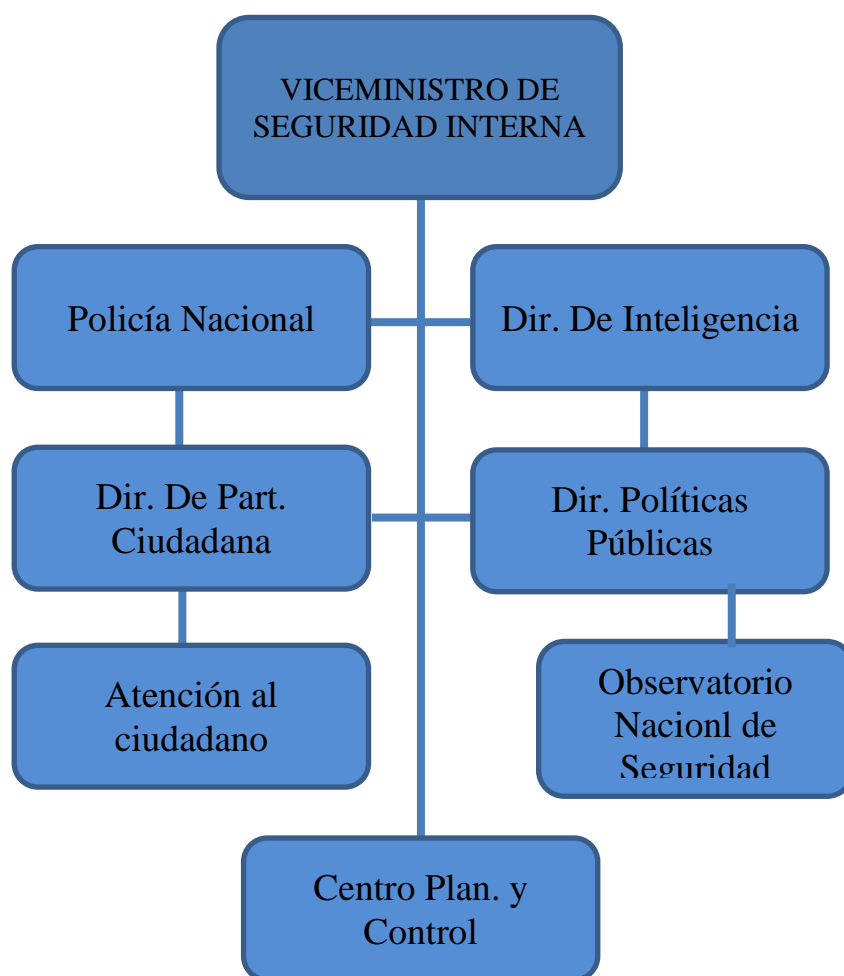 VICEMINISTRO DE
SEGURIDAD INTERNA
Policía Nacional
Dir. De Inteligencia
Dir. De Part.
Ciudadana
Dir. Políticas
Públicas
Atención al
ciudadano
Observatorio
Nacionl de
Seguridad
Centro Plan. y
Control